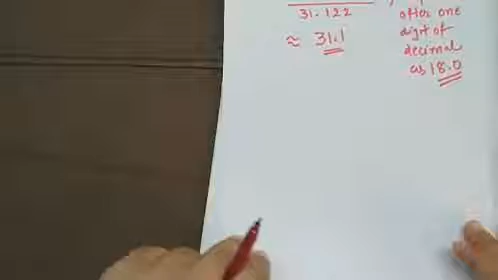 31.122
≈ 31.1
after one
digit of
decimal
as 18.0